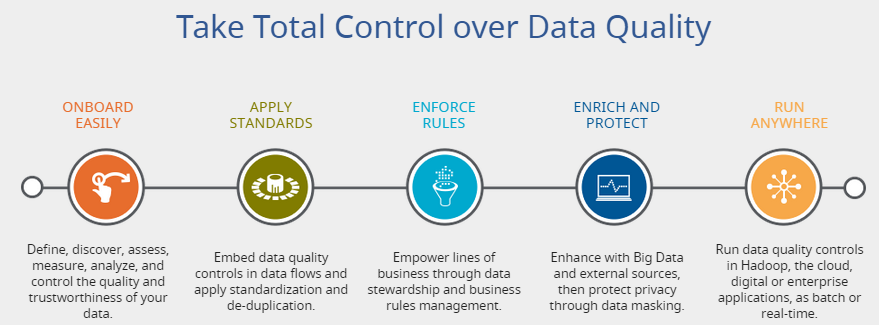 Take Total Control over Data Quality
ONBOARD
EASILY
APPLY
STANDARDS
ENFORCE
RULES
ENRICH AND
PROTECT
RUN
ANYWHERE
Define, discover, assess,
measure, analyze, and
control the quality and
trustworthiness of your
data.
Embed data quality
controls in data flows and
apply standardization and
de-duplication.
Empower lines of
business through data
stewardship and business
rules management.
Enhance with Big Data
and external sources,
then protect privacy
through data masking.
Run data quality controls
in Hadoop, the cloud,
digital or enterprise
applications, as batch or
real-time.